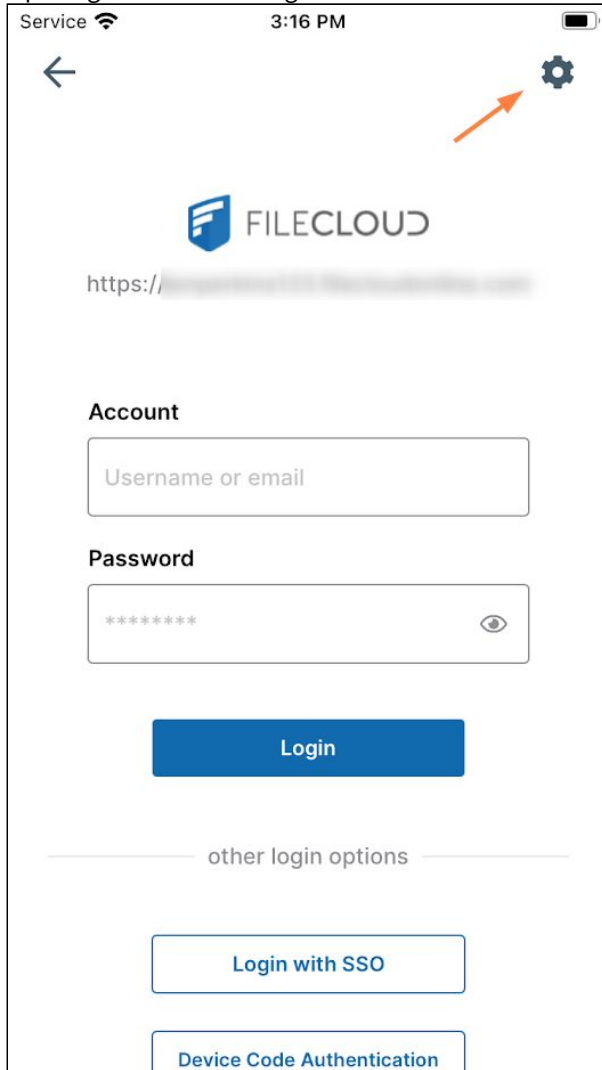 Service
3:16 PM
FILECLOUD
https://
Account
Username or email
Password
********
Login
other login options
Login with SSO
Device Code Authentication